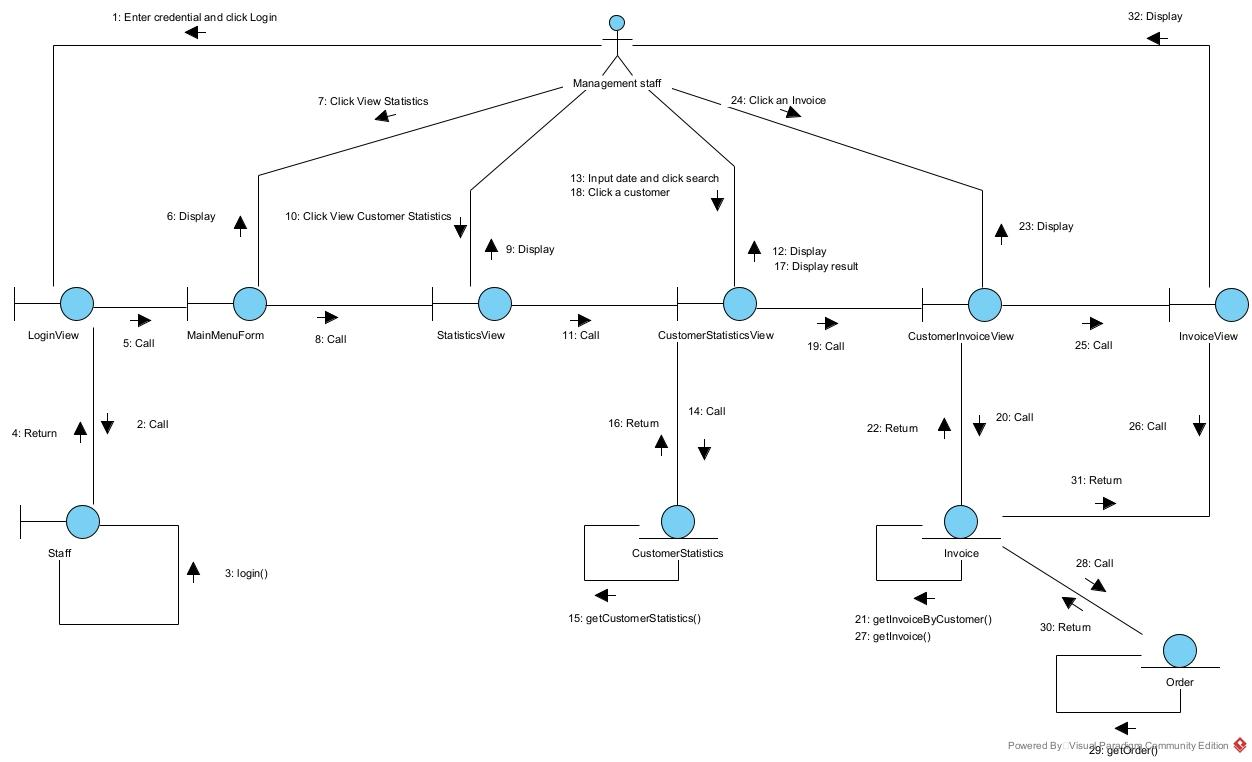 1: Enter credential and click Login
32: Display
Management staff
7: Click View Statistics
24: Click an Invoice
13: Input date and click search
18: Click a customer
6: Display
10: Click View Customer Statistics
9: Display
12: Display
17: Display result
23: Display
LoginView
MainMenuForm
StatisticsView
CustomerStatisticsView
CustomerInvoiceView
InvoiceView
5: Call
8: Call
11: Call
19: Call
25: Call
4: Return
2: Call
16: Return
14: Call
22: Return
20: Call
26: Call
31: Return
Staff
CustomerStatistics
Invoice
3: login()
28: Call
15: getCustomerStatistics()
21: getInvoiceByCustomer()
27: getInvoice()
30: Return
Order
Powered By Visual Paradigm Community Edition
29: getOrder()